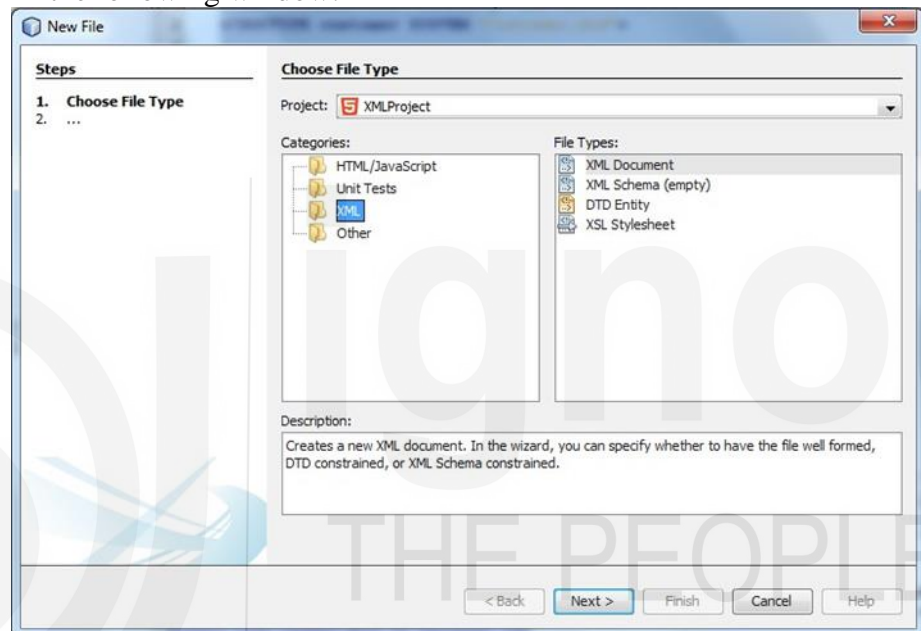 New File
Steps
1. Choose File Type
2. ...
Choose File Type
Project: XMLProject
Categories:
HTML/JavaScript
Unit Tests
XML
Other
File Types:
XML Document
XML Schema (empty)
DTD Entity
XSL Stylesheet
Description:
Creates a new XML document. In the wizard, you can specify whether to have the file well formed,
DTD constrained, or XML Schema constrained.
< Back Next > Finish Cancel Help
igno
THE PEOPLE